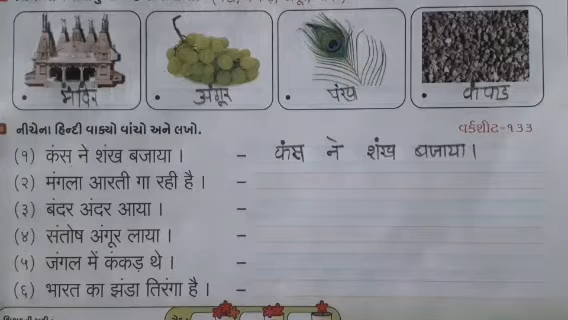 મંદિર
अंगूर
पंख
નીચેના હિન્દી વાક્યો વાંચો અને લખો.
વર્કશીટ-૧૩૩
(१) कंस ने शंख बजाया । - कंस ने शंख बजाया ।
(२) मंगला आरती गा रही है । -
(३) बंदर अंदर आया । -
(४) संतोष अंगूर लाया । -
(५) जंगल में कंकड़ थे । -
(६) भारत का झंडा तिरंगा है । -